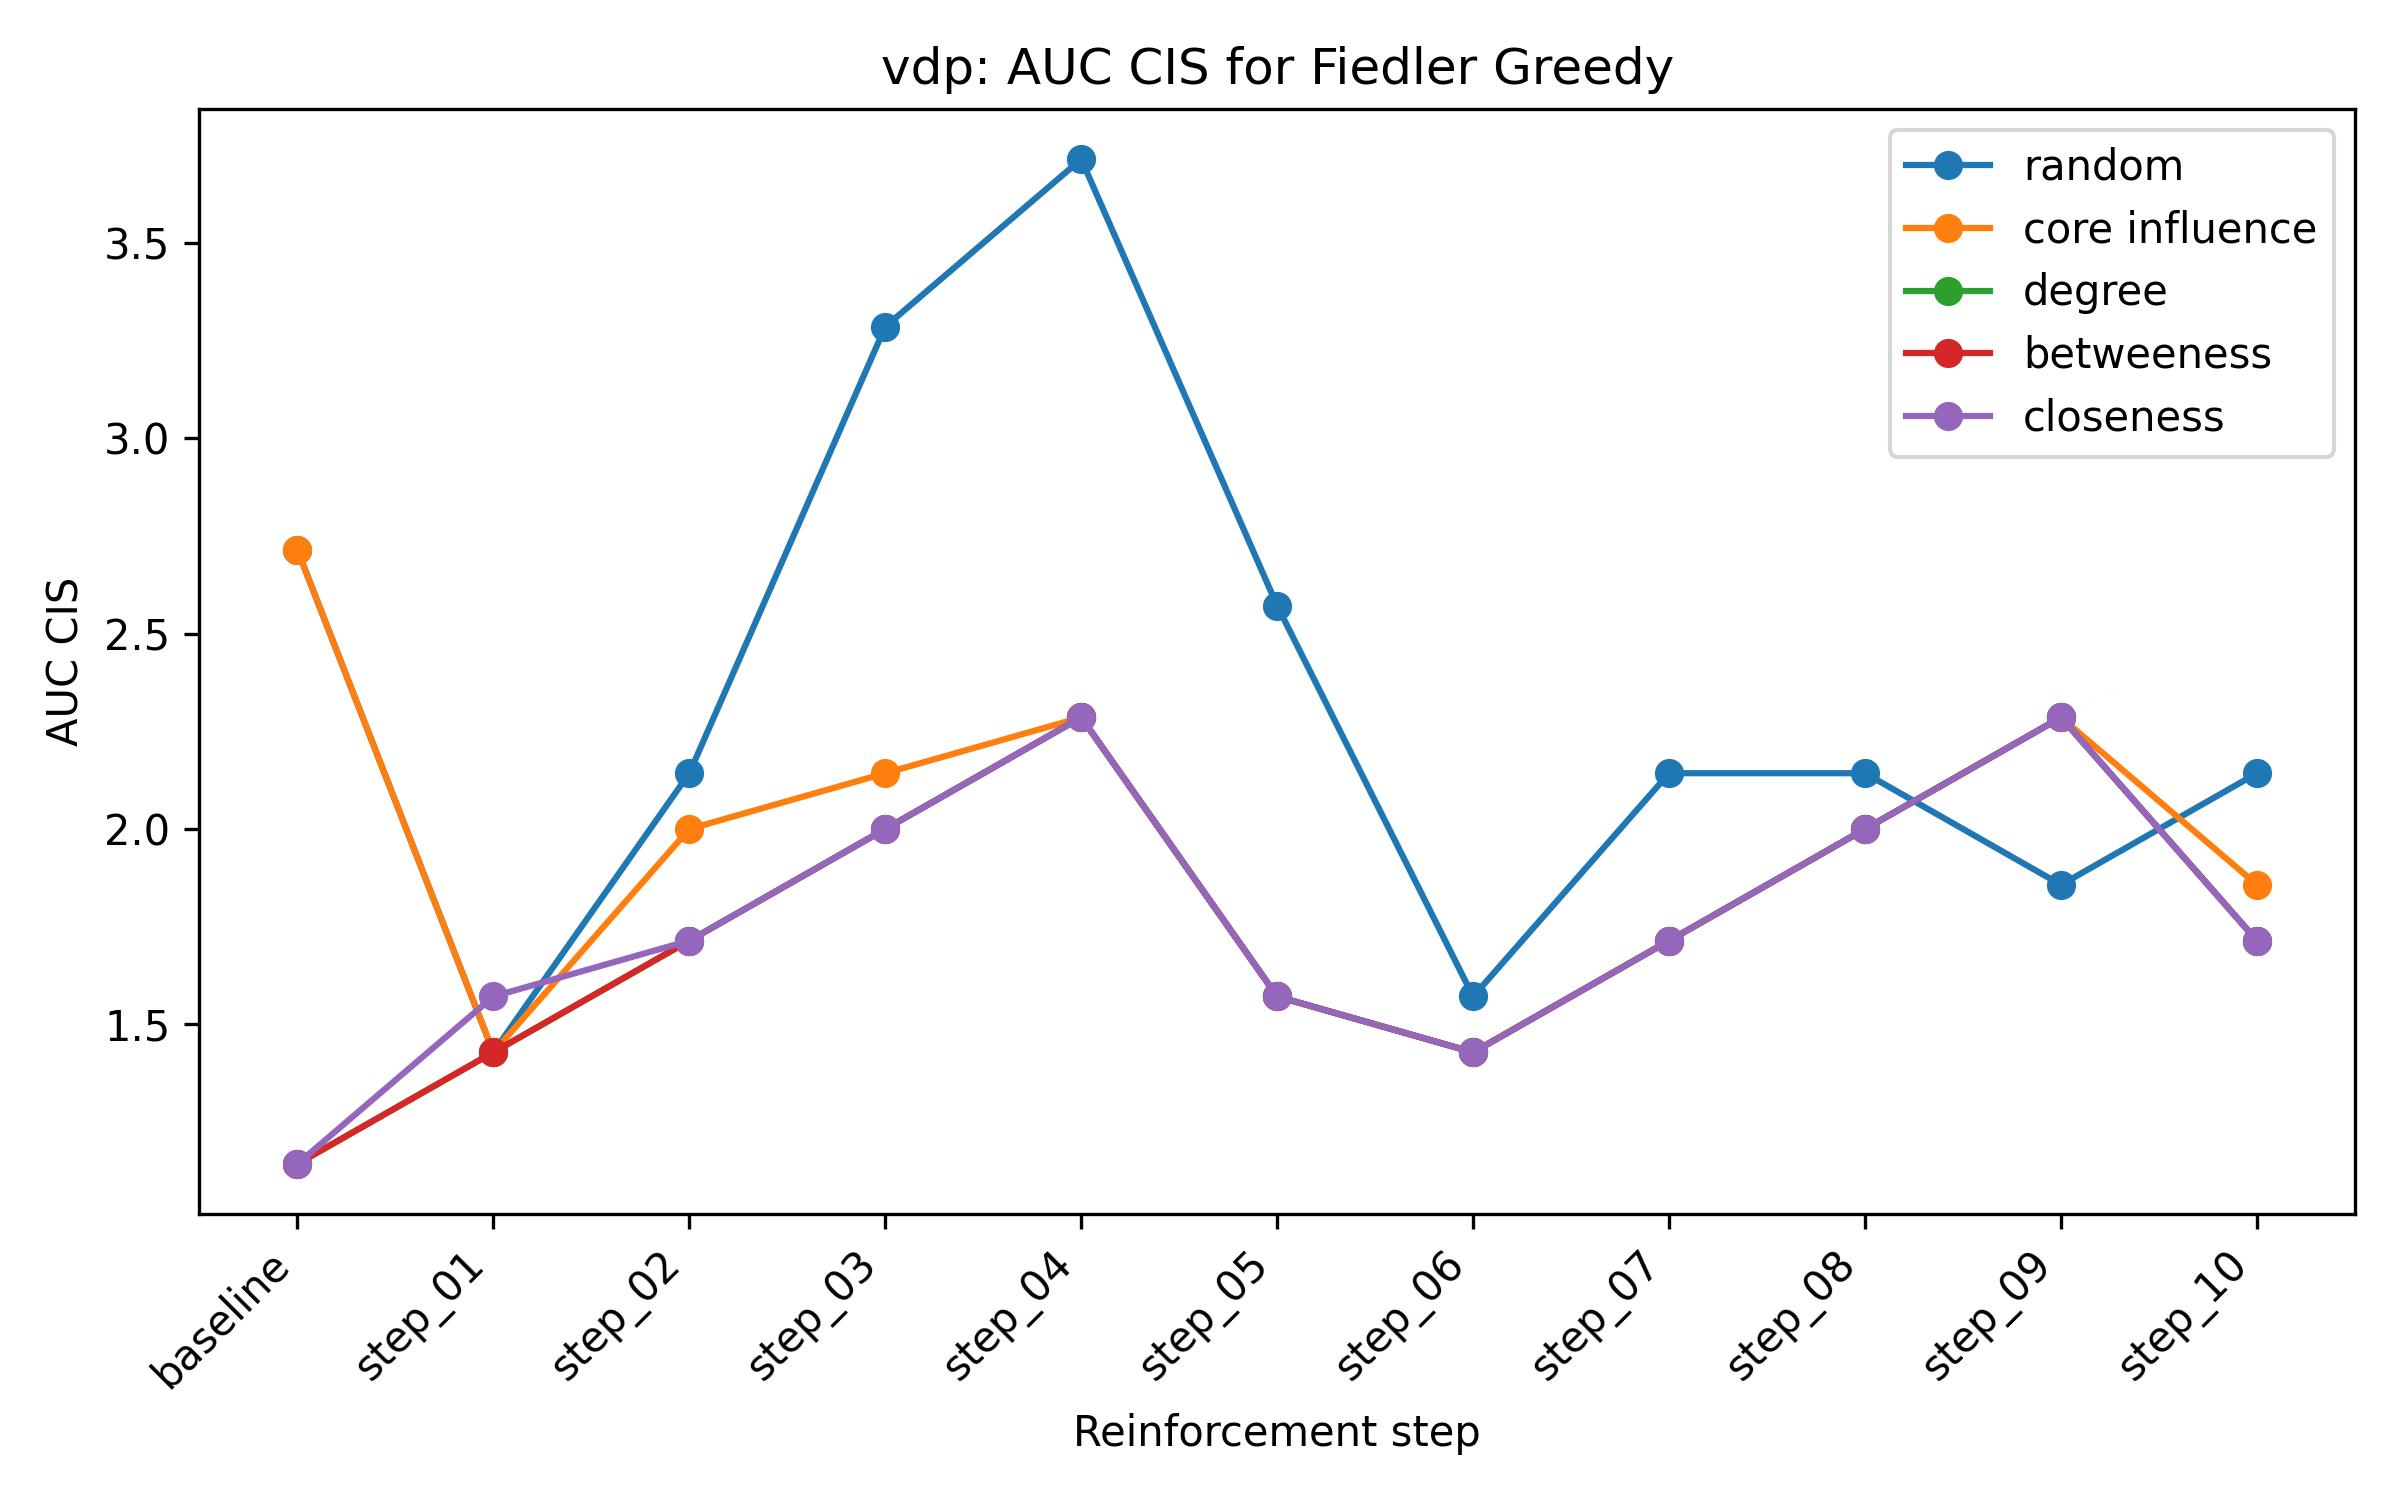 vdp: AUC CIS for Fiedler Greedy
random
core influence
degree
betweeness
closeness
AUC CIS
3.5
3.0
2.5
2.0
1.5
baseline
step_01
step_02
step_03
step_04
step_05
step_06
step_07
step_08
step_09
step_10
Reinforcement step